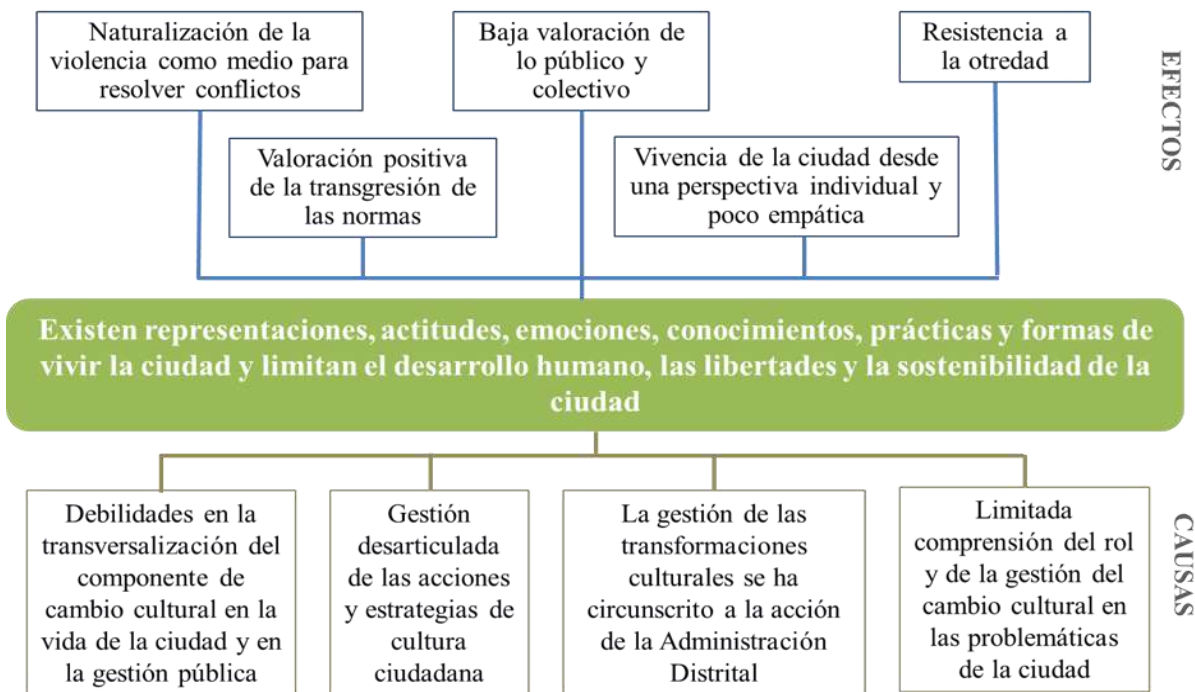 Naturalización de la
violencia como medio para
resolver conflictos
Baja valoración de
lo público y
colectivo
Resistencia a
la otredad
EFECTOS
Valoración positiva
de la transgresión de
las normas
Vivencia de la ciudad desde
una perspectiva individual y
poco empática
Existen representaciones, actitudes, emociones, conocimientos, prácticas y formas de
vivir la ciudad y limitan el desarrollo humano, las libertades y la sostenibilidad de la
ciudad
Debilidades en la
transversalización del
componente de
cambio cultural en la
vida de la ciudad y en
la gestión pública
Gestión
desarticulada
de las acciones
y estrategias de
cultura
ciudadana
La gestión de las
transformaciones
culturales se ha
circunscrito a la acción
de la Administración
Distrital
Limitada
comprensión del rol
y de la gestión del
cambio cultural en
las problemáticas
de la ciudad
CAUSAS